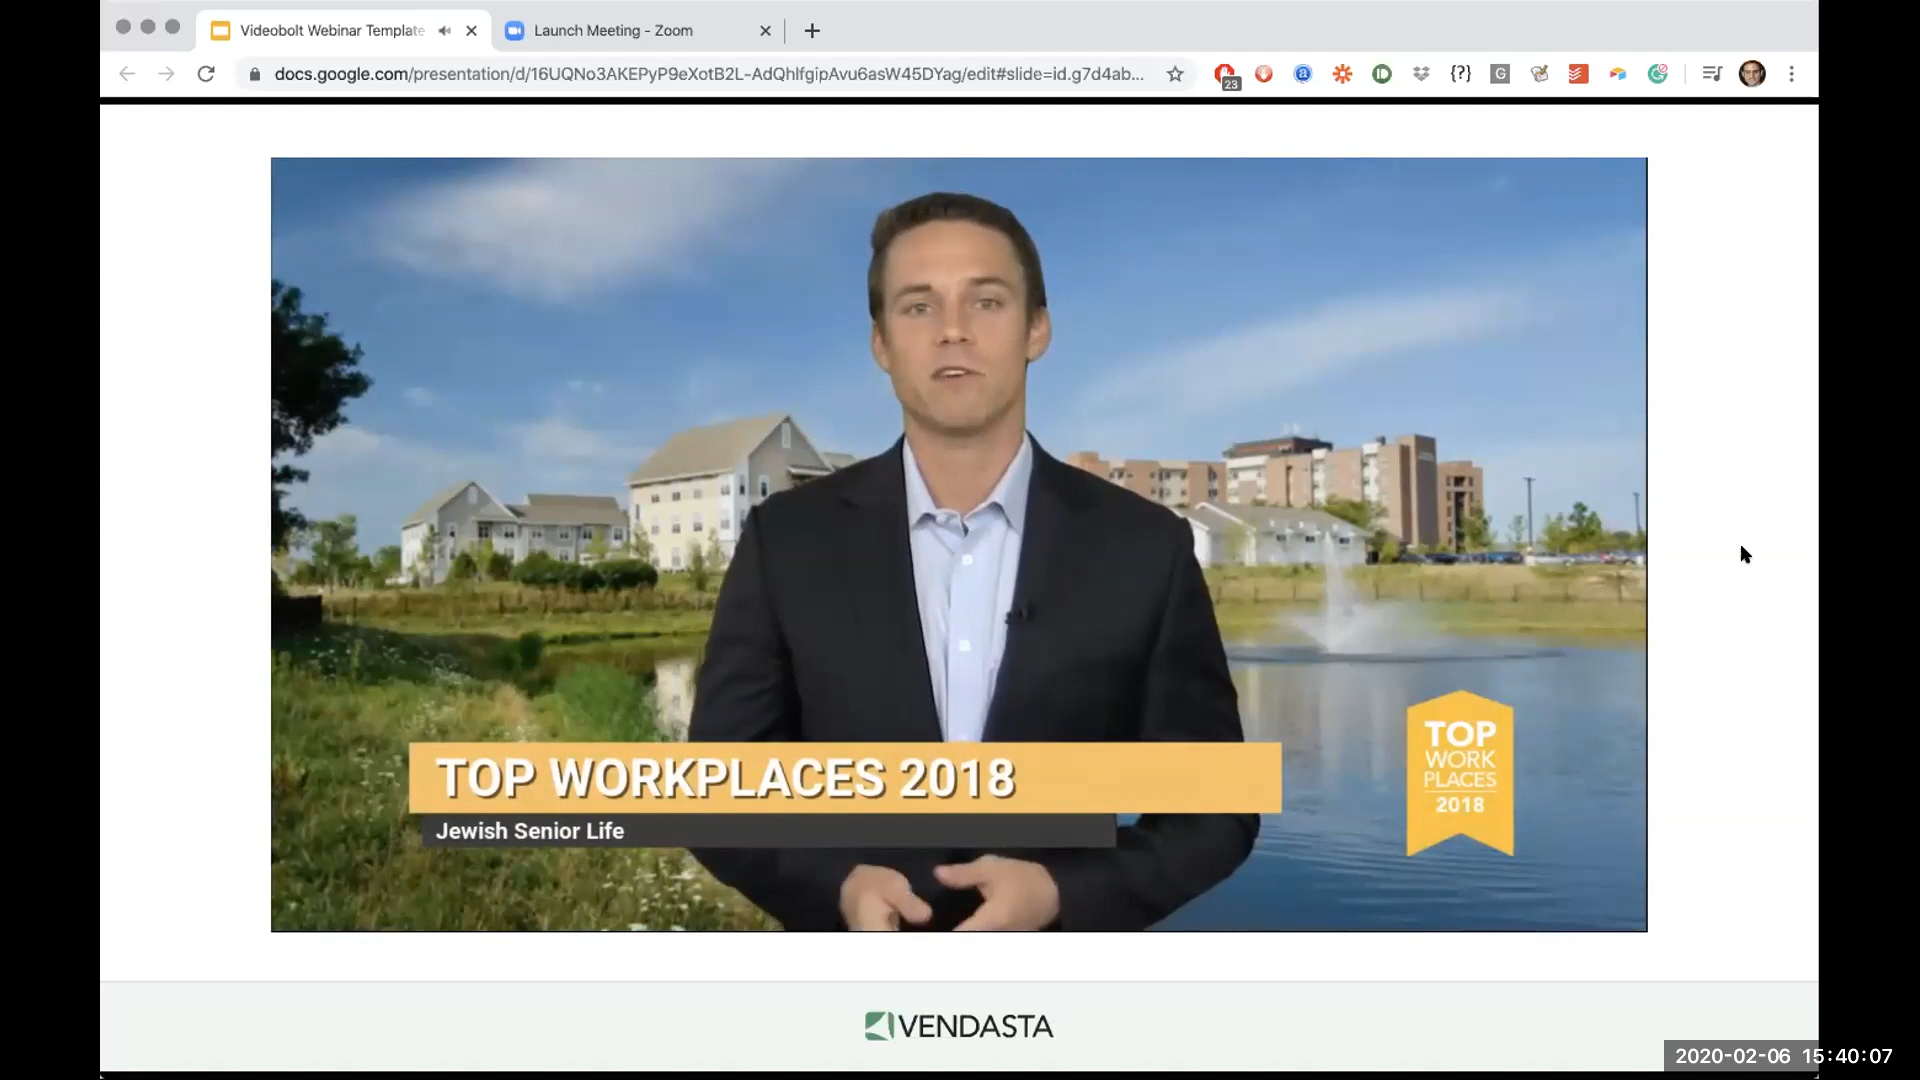 Videobolt Webinar Template
Launch Meeting - Zoom
docs.google.com/presentation/d/16UQNo3AKEPyP9eXotB2L-AdQhlfgipAvu6asW45DYag/edit#slide=id.g7d4ab...
23
a
{?}
G
TOP
WORK
PLACES
2018
TOP WORKPLACES 2018
Jewish Senior Life
VENDASTA
2020-02-06 15:40:07